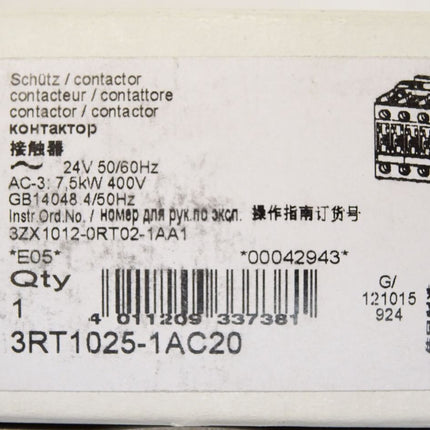 Schütz / contactor
contacteur / contattore
contactor / contactor
контактор
接触器
~ 24V 50/60Hz
AC-3: 7,5kW 400V
GB14048.4/50Hz
Instr.Ord.No. / номер для рук.по экспл. 操作指南订货号
3ZX1012-0RT02-1AA1
*E05* *00042943*
Qty
1
4 011209 337381
3RT1025-1AC20
G/
121015
924